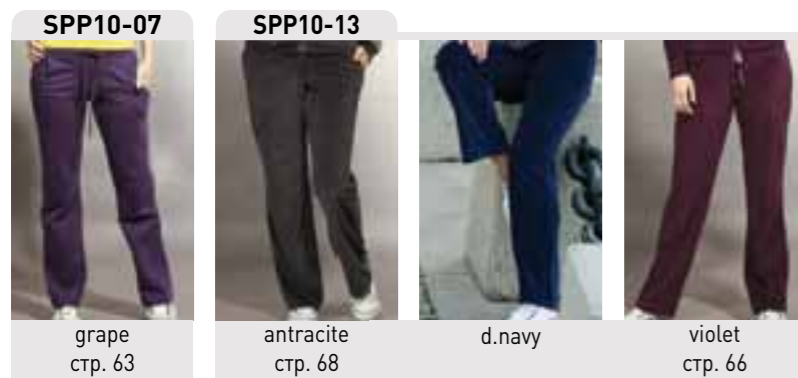 SPP10-07
SPP10-13
grape
стр. 63
antracite
стр. 68
d.navy
violet
стр. 66